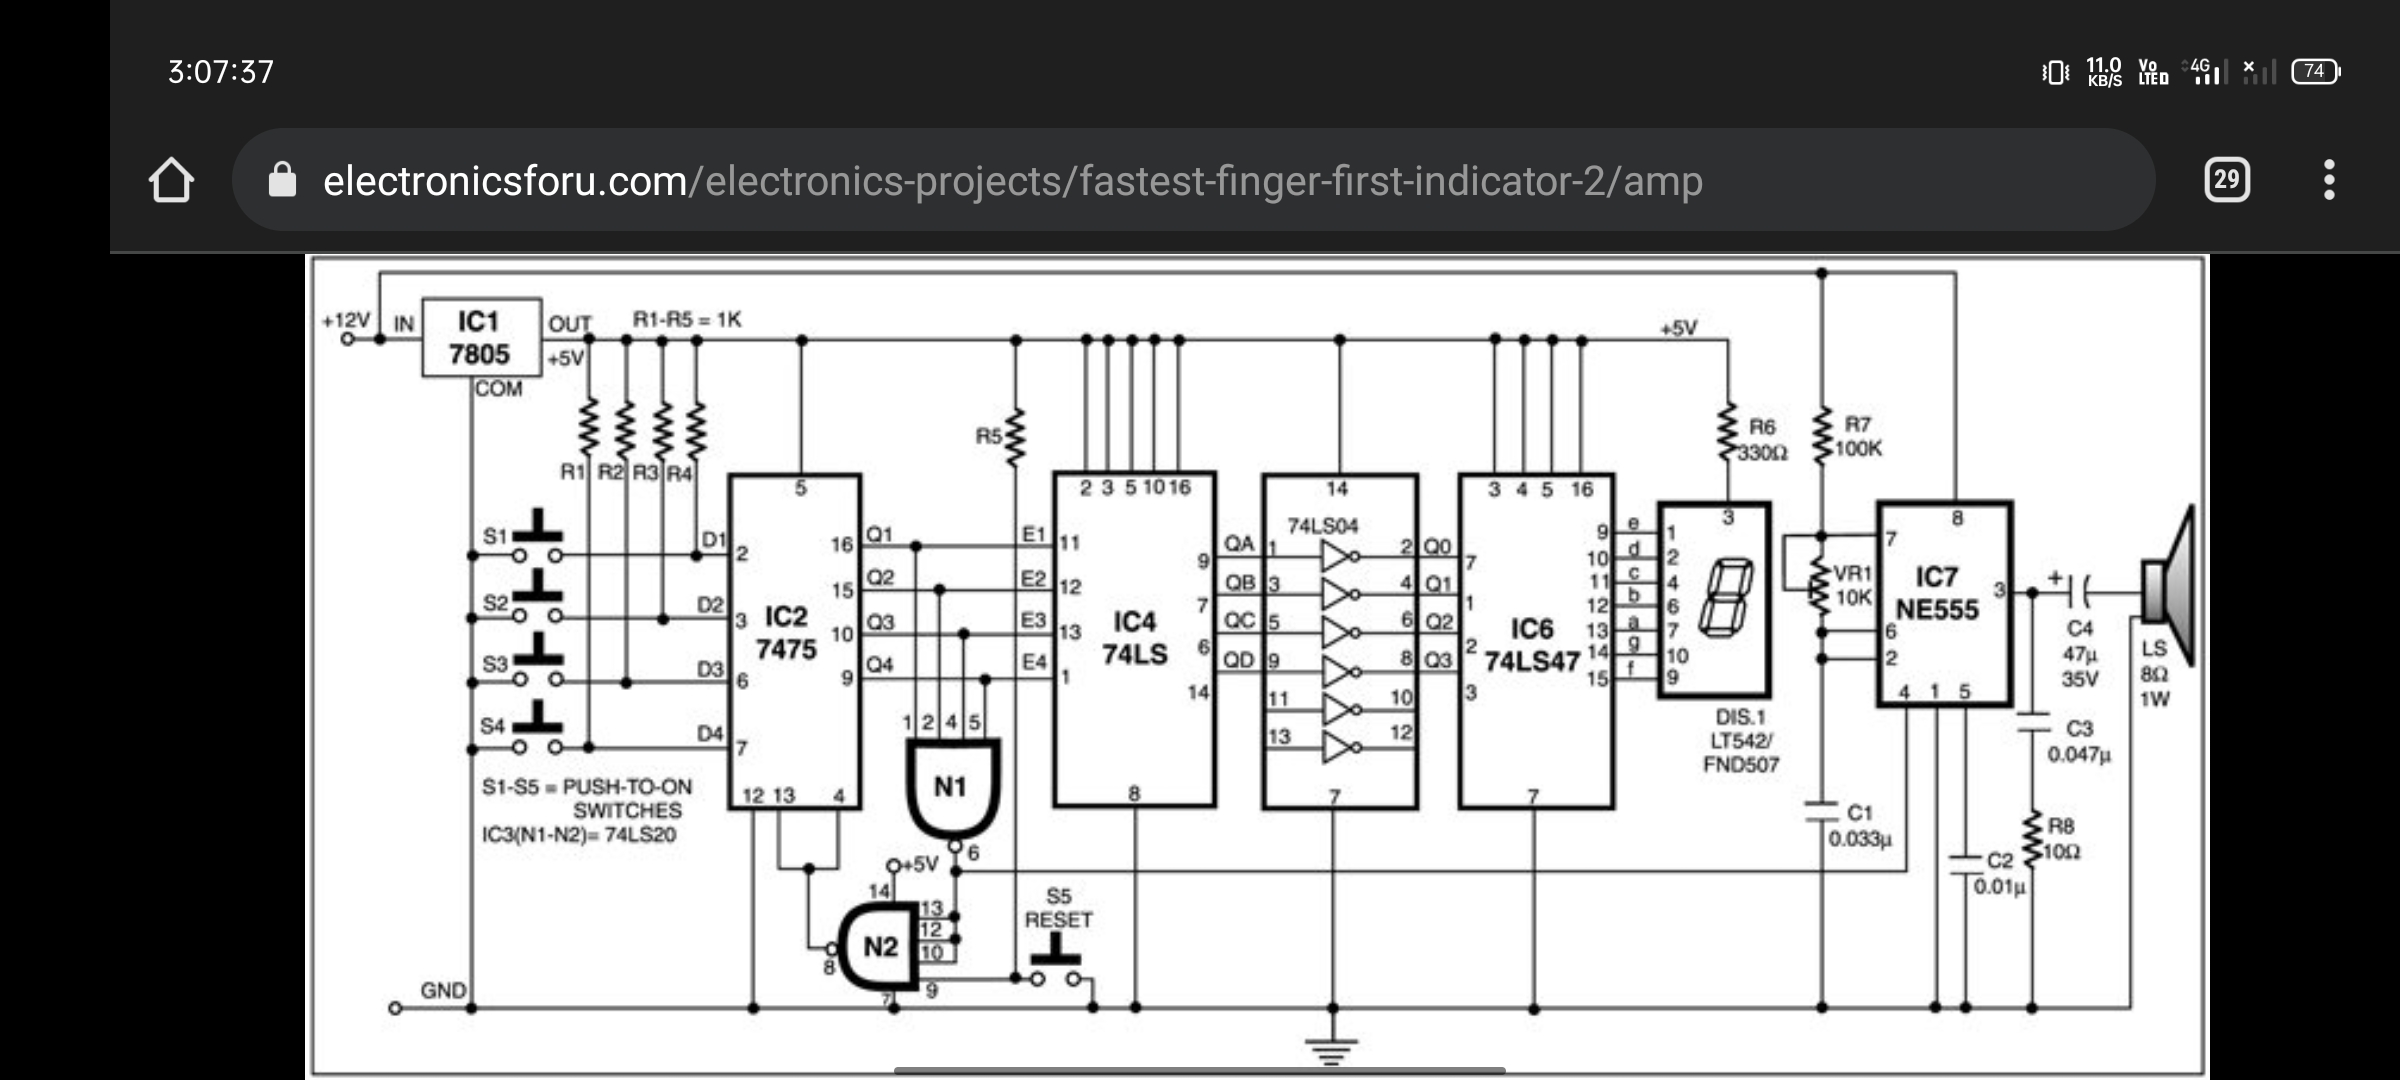 3:07:37
11.0 KB/S
Vo LTE
4G
74
electronicsforu.com/electronics-projects/fastest-finger-first-indicator-2/amp
29
+12V
IN
IC1
7805
OUT
+5V
COM
R1-R5 = 1K
+5V
R1
R2
R3
R4
R5
R6
330Ω
R7
100K
S1
S2
S3
S4
D1
D2
D3
D4
2
3
6
7
5
IC2
7475
16
15
10
9
12
13
4
Q1
Q2
Q3
Q4
E1
E2
E3
E4
1
2
4
5
N1
6
2
3
5
10
16
11
12
13
1
IC4
74LS
9
7
6
14
8
QA
QB
QC
QD
14
74LS04
1
3
5
9
11
13
2
4
6
8
10
12
7
Q0
Q1
Q2
Q3
3
4
5
16
7
1
2
3
IC6
74LS47
9
10
11
12
13
14
15
7
e
d
c
b
a
g
f
3
1
2
4
6
7
10
9
DIS.1
LT542/
FND507
VR1
10K
8
7
IC7
NE555
3
6
2
4
1
5
+
C4
47µ
35V
LS
8Ω
1W
C3
0.047µ
C1
0.033µ
R8
10Ω
C2
0.01µ
S1-S5 = PUSH-TO-ON
SWITCHES
IC3(N1-N2)= 74LS20
+5V
14
13
12
10
9
N2
8
7
S5
RESET
GND